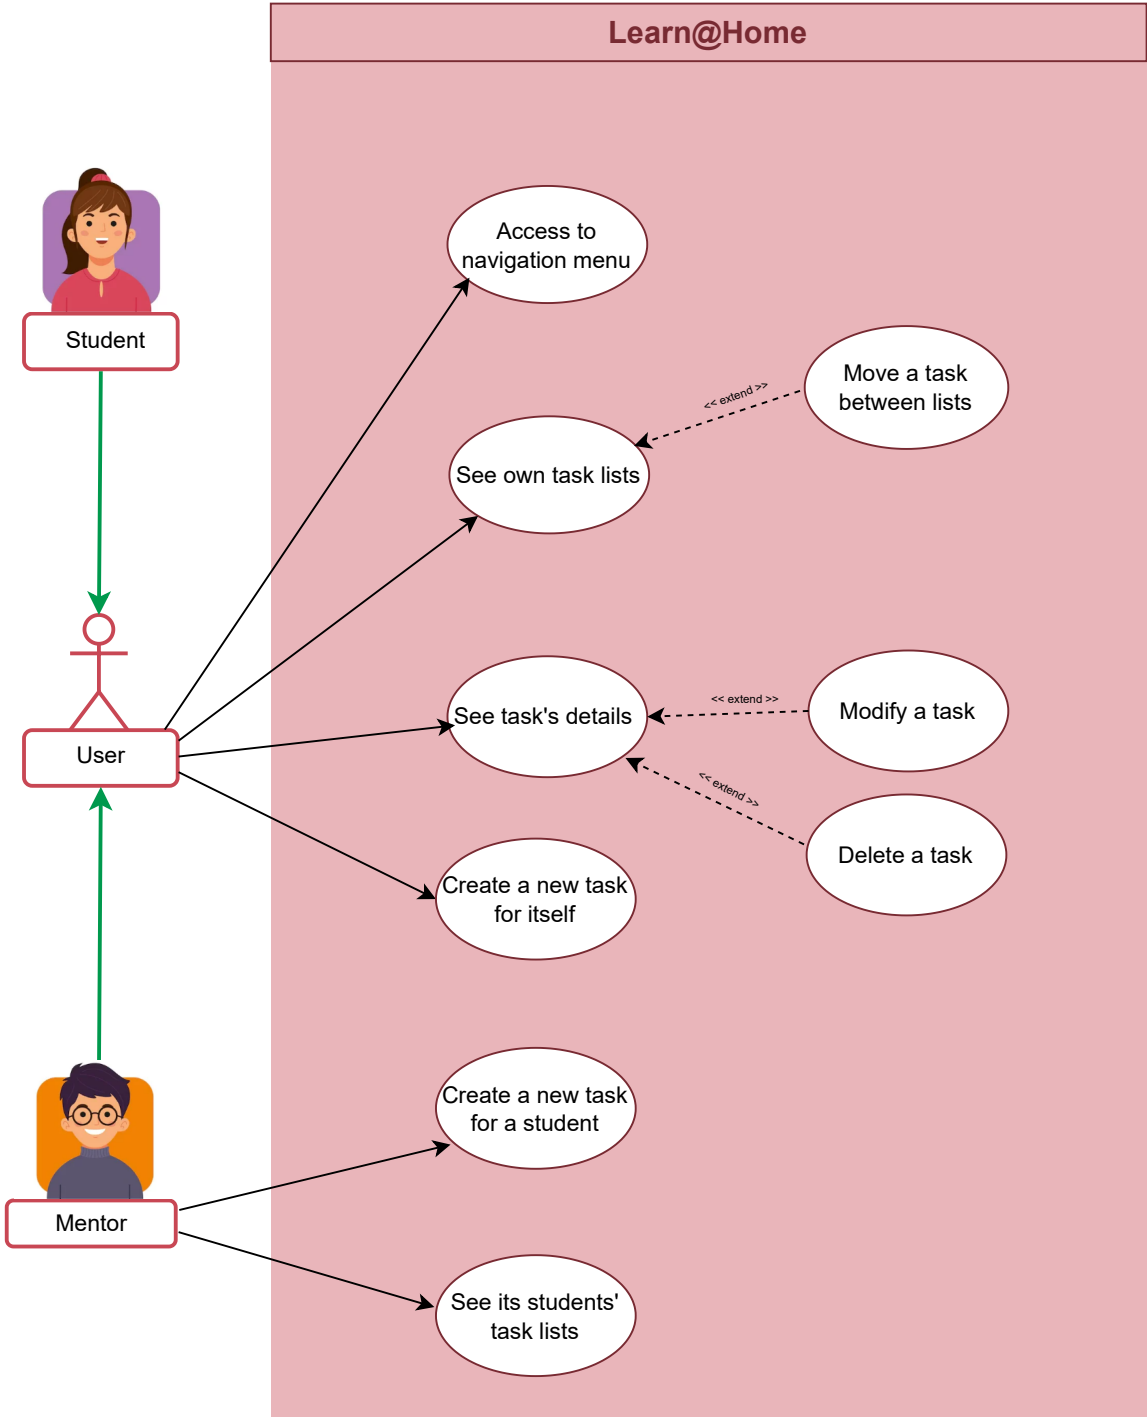 Learn@Home
Student
Access to
navigation menu
Move a task
between lists
<< extend >>
See own task lists
User
See task's details
<< extend >>
Modify a task
<< extend >>
Delete a task
Create a new task
for itself
Create a new task
for a student
Mentor
See its students'
task lists